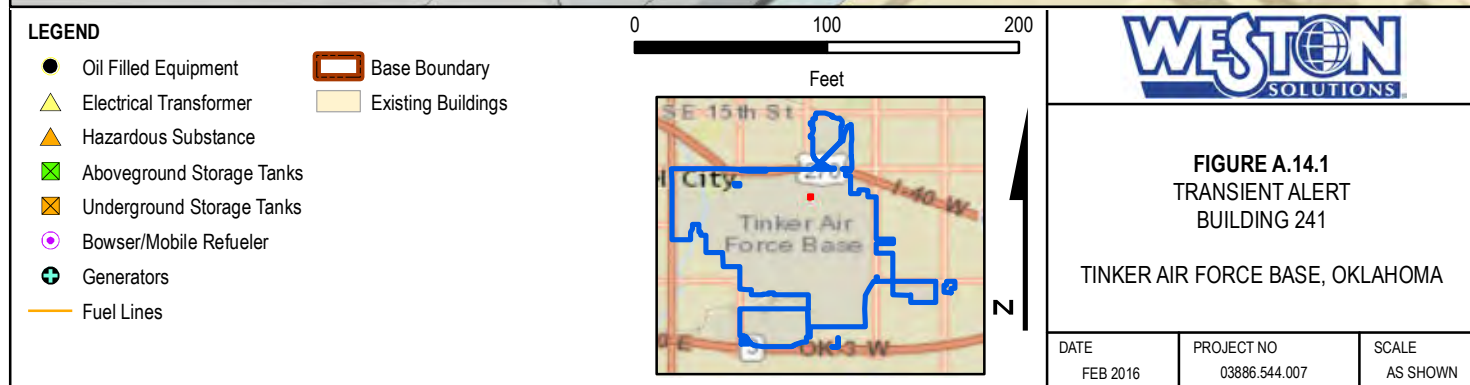 LEGEND
Oil Filled Equipment
Electrical Transformer
Hazardous Substance
Aboveground Storage Tanks
Underground Storage Tanks
Bowser/Mobile Refueler
Generators
Fuel Lines
Base Boundary
Existing Buildings
0 100 200
Feet
SE 15th St
l City
270
I-40 W
Tinker Air
Force Base
0 E
3
OK-3 W
N
WESTON
SOLUTIONS
FIGURE A.14.1
TRANSIENT ALERT
BUILDING 241
TINKER AIR FORCE BASE, OKLAHOMA
DATE
FEB 2016
PROJECT NO
03886.544.007
SCALE
AS SHOWN